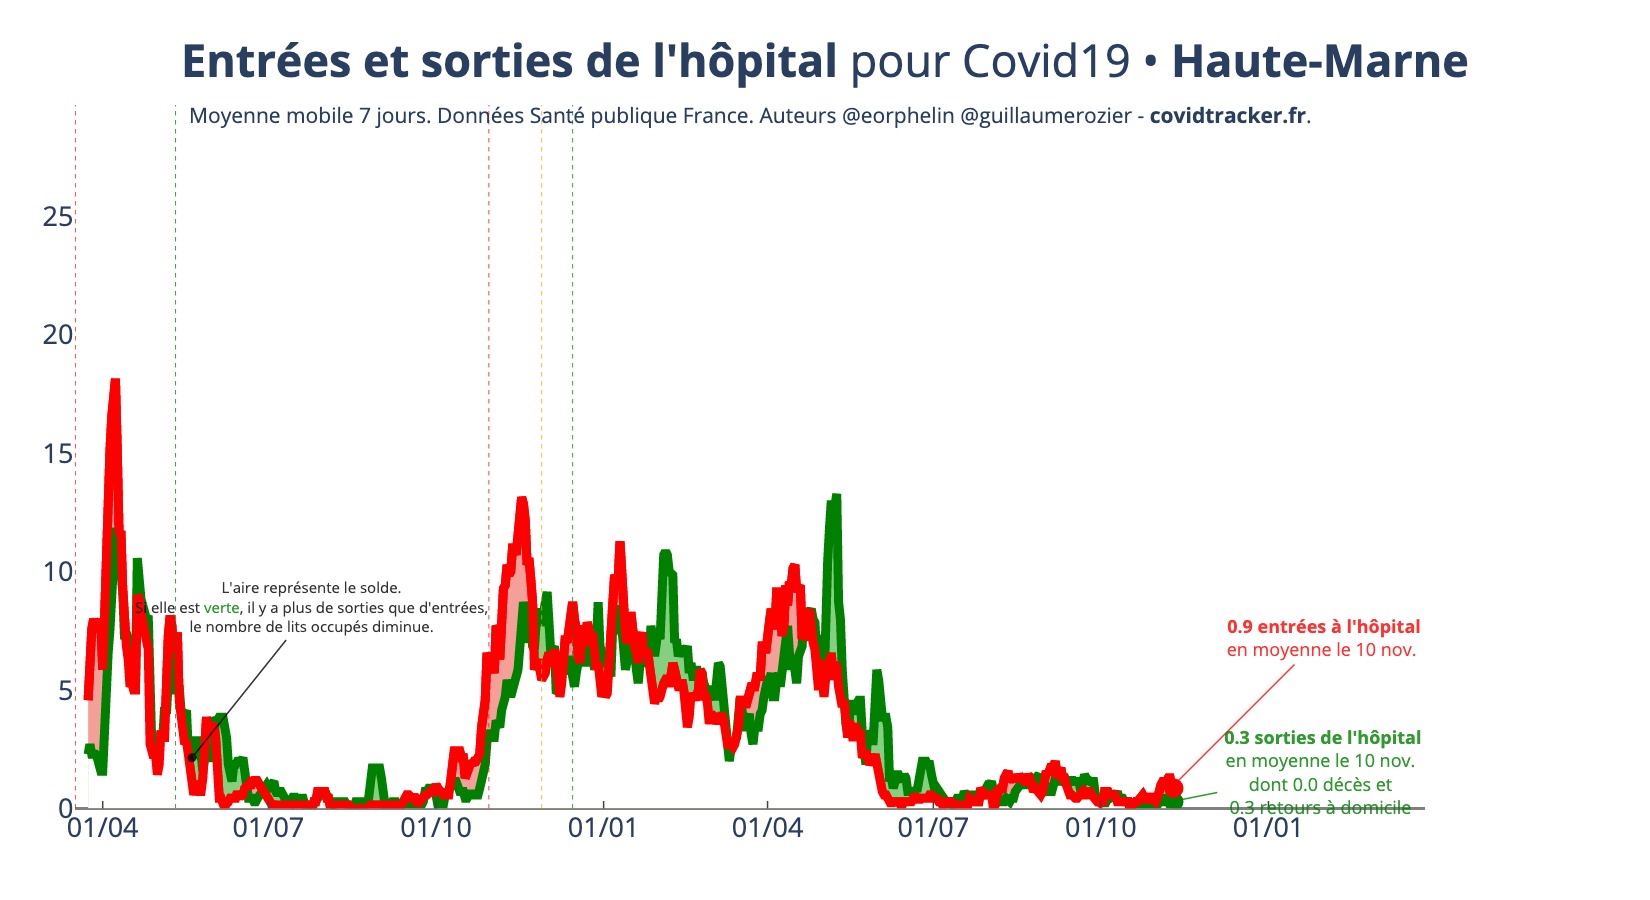 Entrées et sorties de l'hôpital pour Covid19 • Haute-Marne
Moyenne mobile 7 jours. Données Santé publique France. Auteurs @eorphelin @guillaumerozier - covidtracker.fr.
25
20
15
10
5
0
L'aire représente le solde.
Si elle est verte, il y a plus de sorties que d'entrées,
le nombre de lits occupés diminue.
0.9 entrées à l'hôpital
en moyenne le 10 nov.
0.3 sorties de l'hôpital
en moyenne le 10 nov.
dont 0.0 décès et
0.3 retours à domicile
01/04 01/07 01/10 01/01 01/04 01/07 01/10 01/01